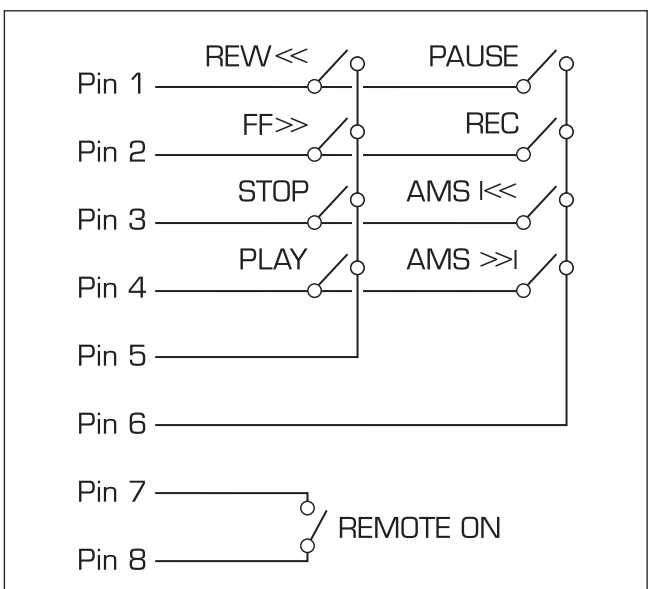 REW << PAUSE
Pin 1
FF>> REC
Pin 2
STOP AMS I<<
Pin 3
PLAY AMS >>I
Pin 4
Pin 5
Pin 6
Pin 7
REMOTE ON
Pin 8